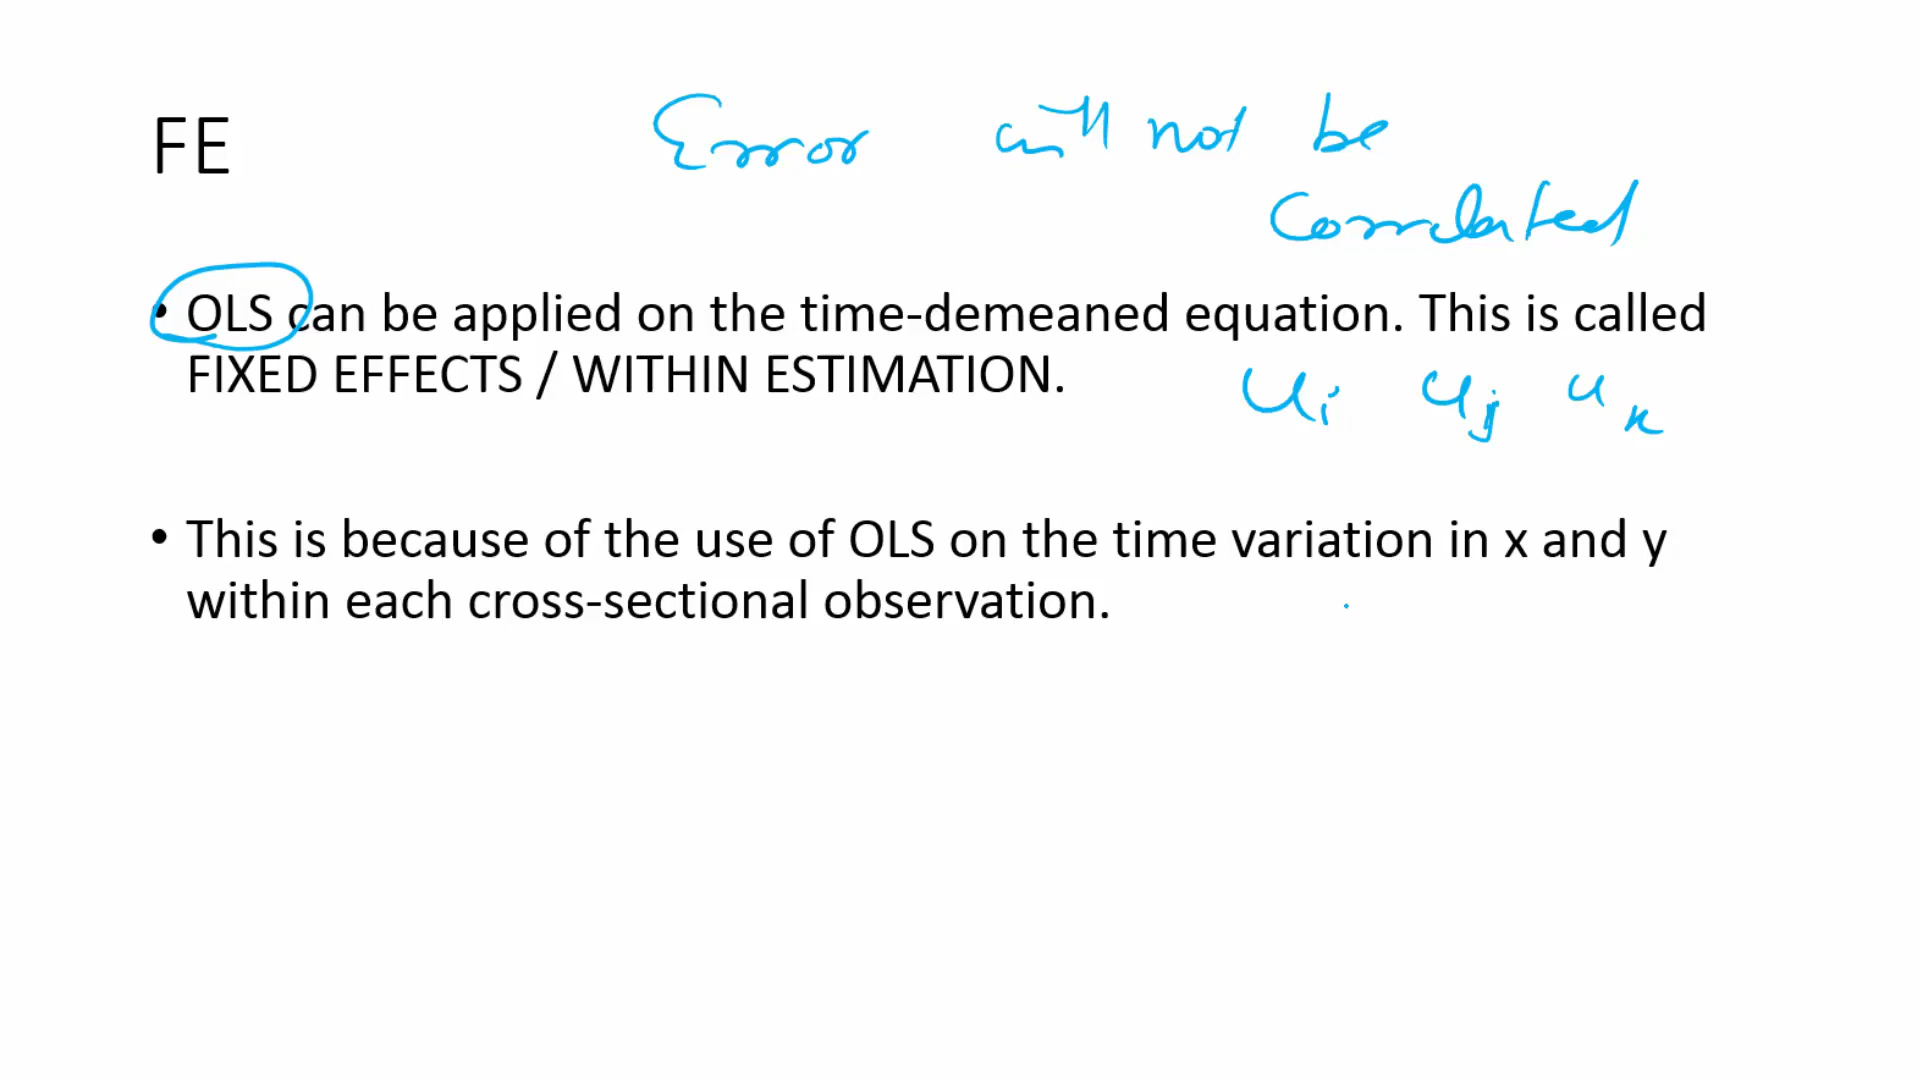 FE
Error will not be
Correlated
• OLS can be applied on the time-demeaned equation. This is called
FIXED EFFECTS / WITHIN ESTIMATION.
Ui Uj Uk
• This is because of the use of OLS on the time variation in x and y
within each cross-sectional observation.